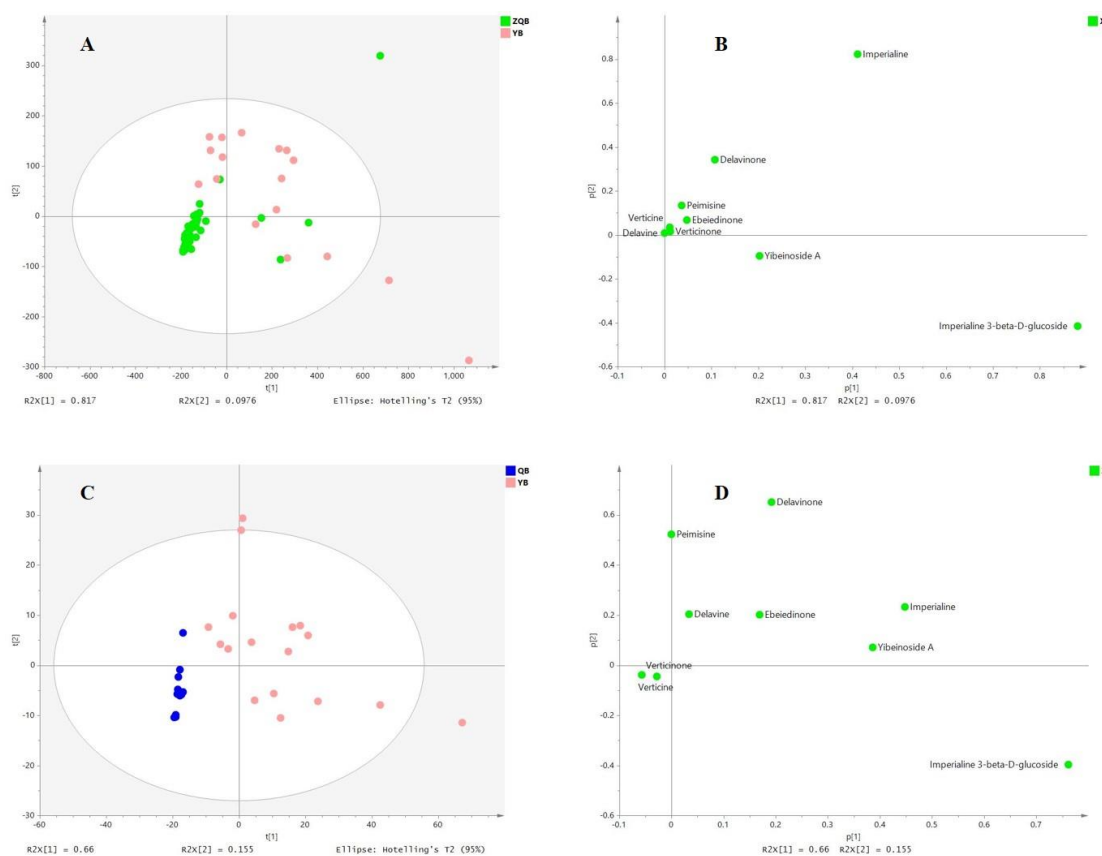 A
ZQB
YB
t[2]
300
200
100
0
-100
-200
-300
-800
-600
-400
-200
0
200
400
600
800
1,000
t[1]
R2X[1] = 0.817
R2X[2] = 0.0976
Ellipse: Hotelling's T2 (95%)
B
p[2]
0.8
0.6
0.4
0.2
0
-0.2
-0.4
-0.6
Imperialine
Delavinone
Peimisine
Ebeiedinone
Verticine
Verticinone
Delavine
Yibeinoside A
Imperialine 3-beta-D-glucoside
-0.1
0
0.1
0.2
0.3
0.4
0.5
0.6
0.7
0.8
p[1]
R2X[1] = 0.817 R2X[2] = 0.0976
C
QB
YB
t[2]
30
20
10
0
-10
-20
-30
-60
-40
-20
0
20
40
60
t[1]
R2X[1] = 0.66
R2X[2] = 0.155
Ellipse: Hotelling's T2 (95%)
D
p[2]
0.6
0.4
0.2
0
-0.2
-0.4
-0.6
Delavinone
Peimisine
Delavine
Ebeiedinone
Imperialine
Yibeinoside A
Verticinone
Verticine
Imperialine 3-beta-D-glucoside
-0.1
0
0.1
0.2
0.3
0.4
0.5
0.6
0.7
p[1]
R2X[1] = 0.66 R2X[2] = 0.155